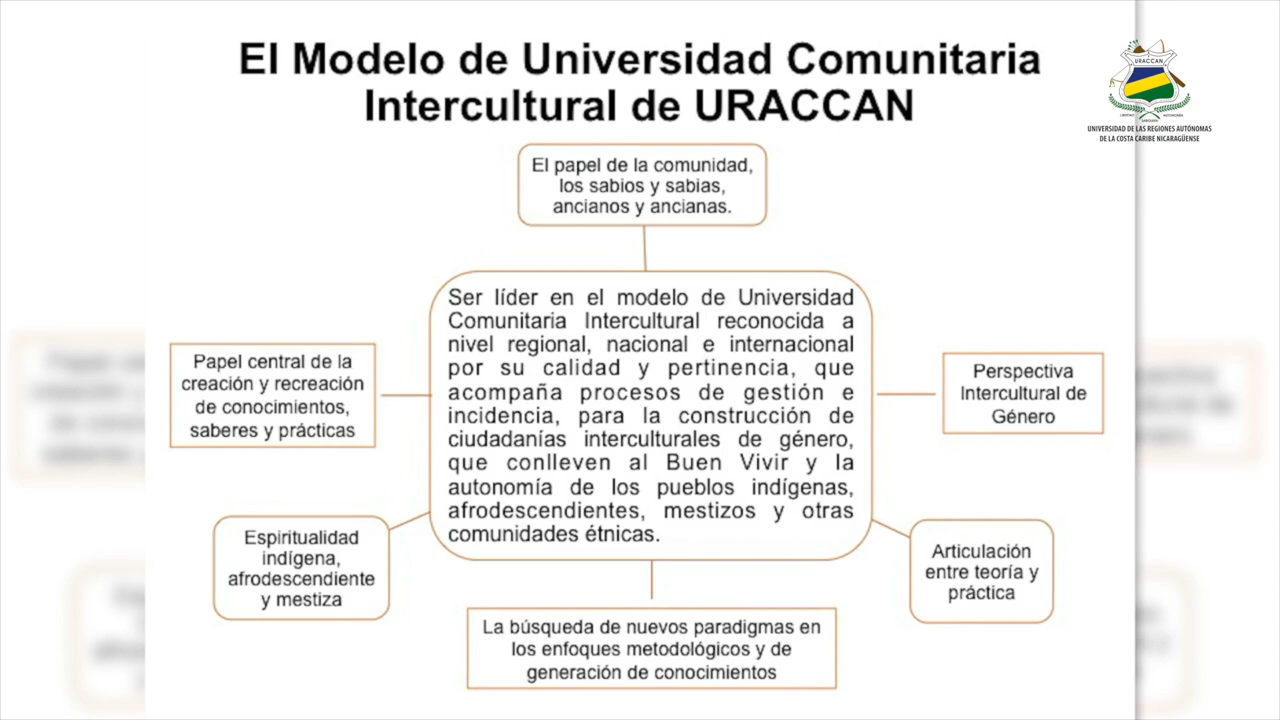 El Modelo de Universidad Comunitaria
Intercultural de URACCAN
URACCAN
UNIVERSIDAD DE LAS REGIONES AUTÓNOMAS
DE LA COSTA CARIBE NICARAGÜENSE
El papel de la comunidad,
los sabios y sabias,
ancianos y ancianas.
Ser líder en el modelo de Universidad
Comunitaria Intercultural reconocida a
nivel regional, nacional e internacional
por su calidad y pertinencia, que
acompaña procesos de gestión e
incidencia, para la construcción de
ciudadanías interculturales de género,
que conlleven al Buen Vivir y la
autonomía de los pueblos indígenas,
afrodescendientes, mestizos y otras
comunidades étnicas.
Papel central de la
creación y recreación
de conocimientos,
saberes y prácticas
Perspectiva
Intercultural de
Género
Espiritualidad
indígena,
afrodescendiente
y mestiza
Articulación
entre teoría y
práctica
La búsqueda de nuevos paradigmas en
los enfoques metodológicos y de
generación de conocimientos